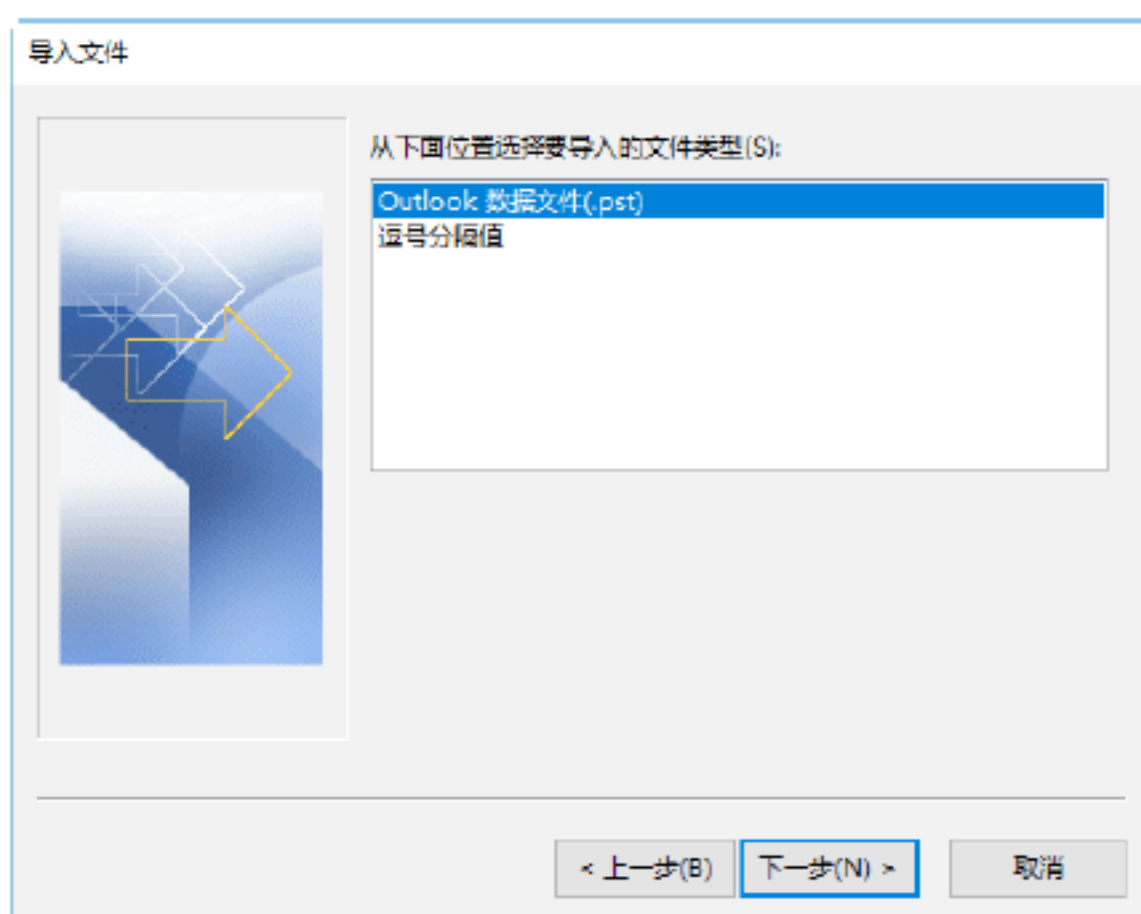 导入文件
从下面位置选择要导入的文件类型(S):
Outlook 数据文件(.pst)
逗号分隔值
< 上一步(B)
下一步(N) >
取消